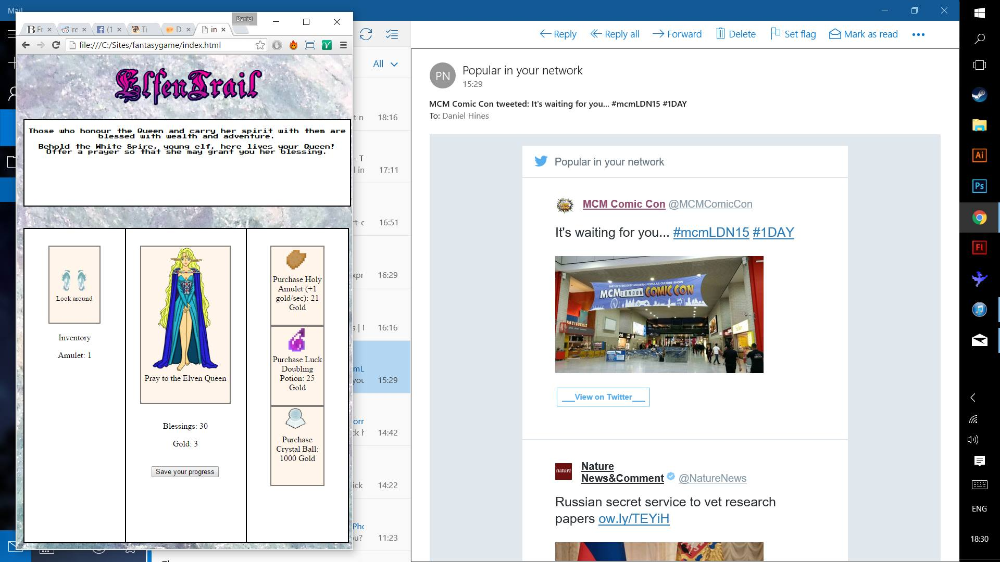 Mail
Daniel
Fr
re
(1
Ti
D
in
file:///C:/Sites/fantasygame/index.html
ElfenTrail
Those who honour the Queen and carry her spirit with them are
blessed with wealth and adventure.
Behold the White Spire, young elf, here lives your Queen!
Offer a prayer so that she may grant you her blessing.
Look around
Inventory
Amulet: 1
Pray to the Elven Queen
Blessings: 30
Gold: 3
Save your progress
Purchase Holy
Amulet (+1
gold/sec): 21
Gold
Purchase Luck
Doubling
Potion: 25
Gold
Purchase
Crystal Ball:
1000 Gold
All
t n 18:16
- T
l in 17:11
rt-c 16:51
xpr 16:29
16:16
mL
you 15:29
orr
ck h 14:42
ick 14:22
Pho
ou? 11:23
Reply
Reply all
Forward
Delete
Set flag
Mark as read
PN
Popular in your network
15:29
MCM Comic Con tweeted: It's waiting for you... #mcmLDN15 #1DAY
To: Daniel Hines
Popular in your network
MCM Comic Con @MCMComicCon
It's waiting for you... #mcmLDN15 #1DAY
THE UK'S BIGGEST MODERN POPULAR CULTURE SHOW
MCM LONDON COMIC CON
___View on Twitter___
nature
Nature
News&Comment @NatureNews
Russian secret service to vet research
papers ow.ly/TEYiH
Ai
Ps
Fl
ENG
18:30